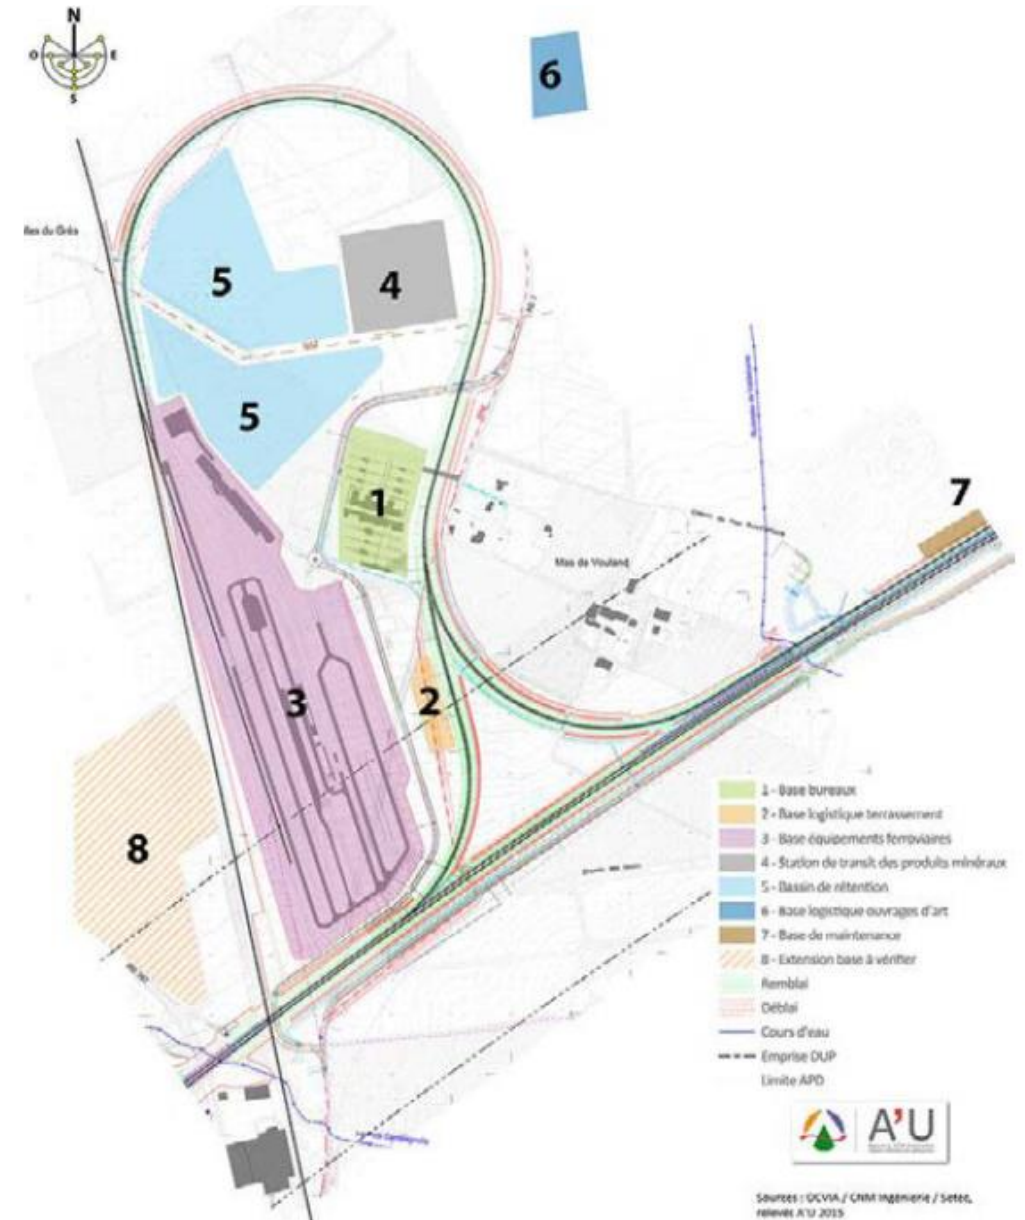 N
O E
S
6
5
4
5
1
7
Mas de Vouland
3
2
8
1 - Base bureaux
2 - Base logistique terrassement
3 - Base équipements ferroviaires
4 - Station de transit des produits minéraux
5 - Bassin de rétention
6 - Base logistique ouvrages d'art
7 - Base de maintenance
8 - Extension base à vérifier
Remblai
Déblai
Cours d'eau
Emprise DUP
Limite APD
A'U
Sources : OCVIA / CNM Ingénierie / Setec,
relevés A'U 2015